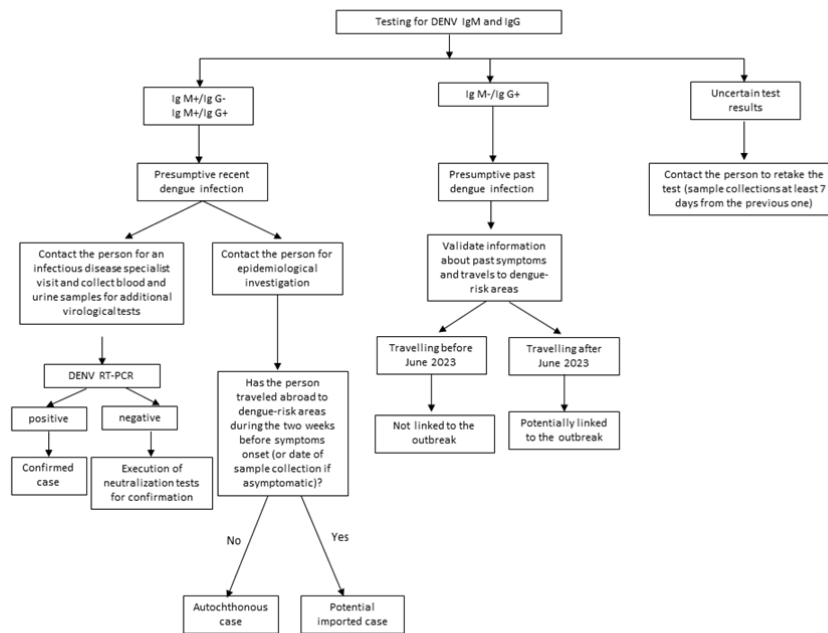 Testing for DENV IgM and IgG
Ig M+/Ig G-
Ig M+/Ig G+
Ig M-/Ig G+
Uncertain test
results
Presumptive recent
dengue infection
Presumptive past
dengue infection
Contact the person to retake the
test (sample collections at least 7
days from the previous one)
Contact the person for an
infectious disease specialist
visit and collect blood and
urine samples for additional
virological tests
Contact the person for
epidemiological
investigation
Validate information
about past symptoms
and travels to dengue-
risk areas
Travelling before
June 2023
Travelling after
June 2023
DENV RT-PCR
positive
negative
Has the person
traveled abroad to
dengue-risk areas
during the two weeks
before symptoms
onset (or date of
sample collection if
asymptomatic)?
Not linked to the
outbreak
Potentially linked
to the outbreak
Confirmed
case
Execution of
neutralization tests
for confirmation
No
Yes
Autochthonous
case
Potential
imported case